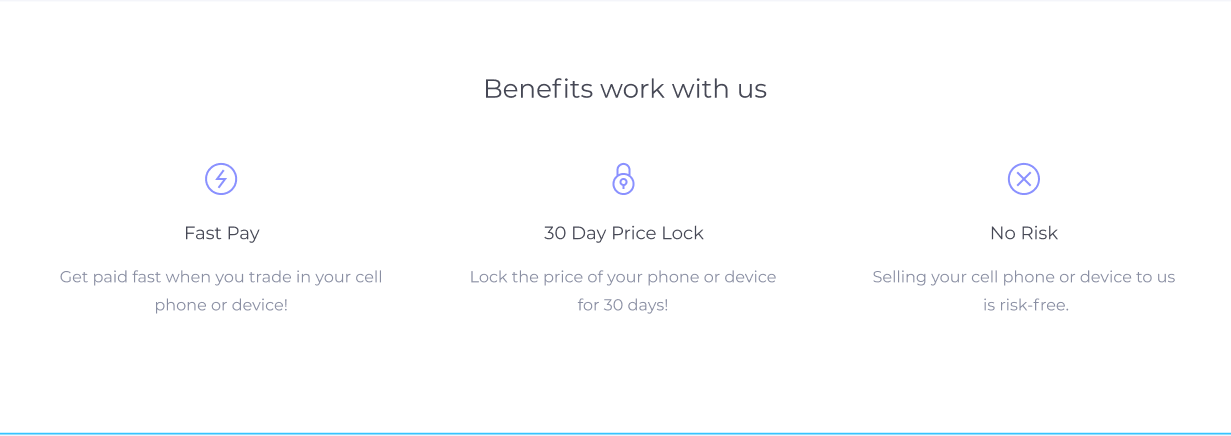 Benefits work with us
Fast Pay
Get paid fast when you trade in your cell
phone or device!
30 Day Price Lock
Lock the price of your phone or device
for 30 days!
No Risk
Selling your cell phone or device to us
is risk-free.